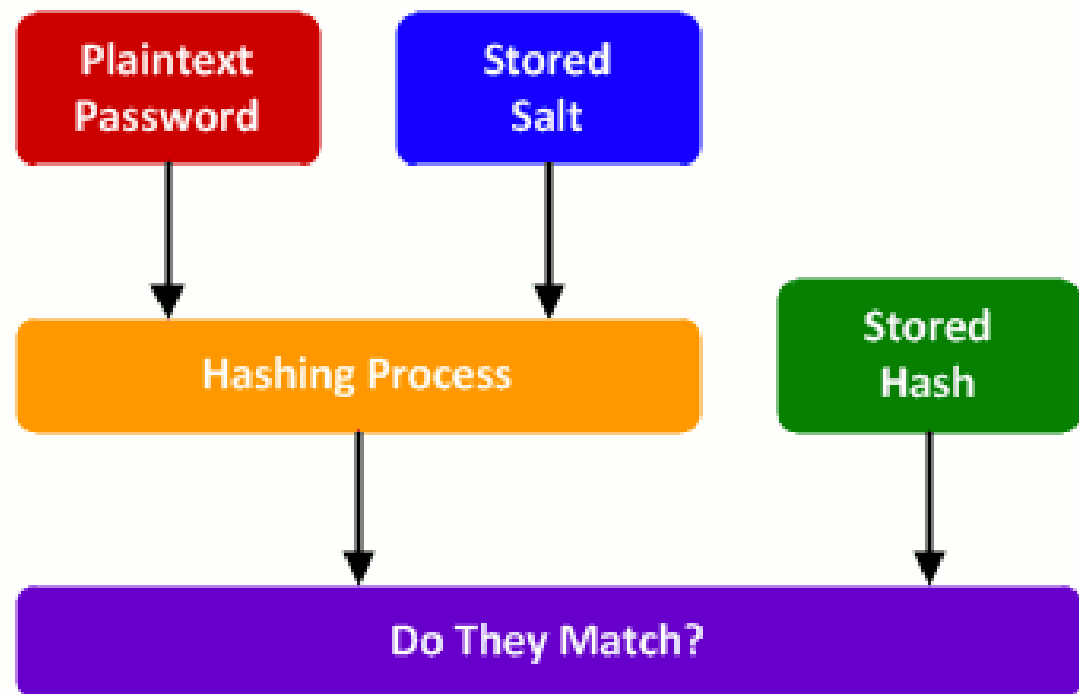 Plaintext
Password
Stored
Salt
Hashing Process
Stored
Hash
Do They Match?